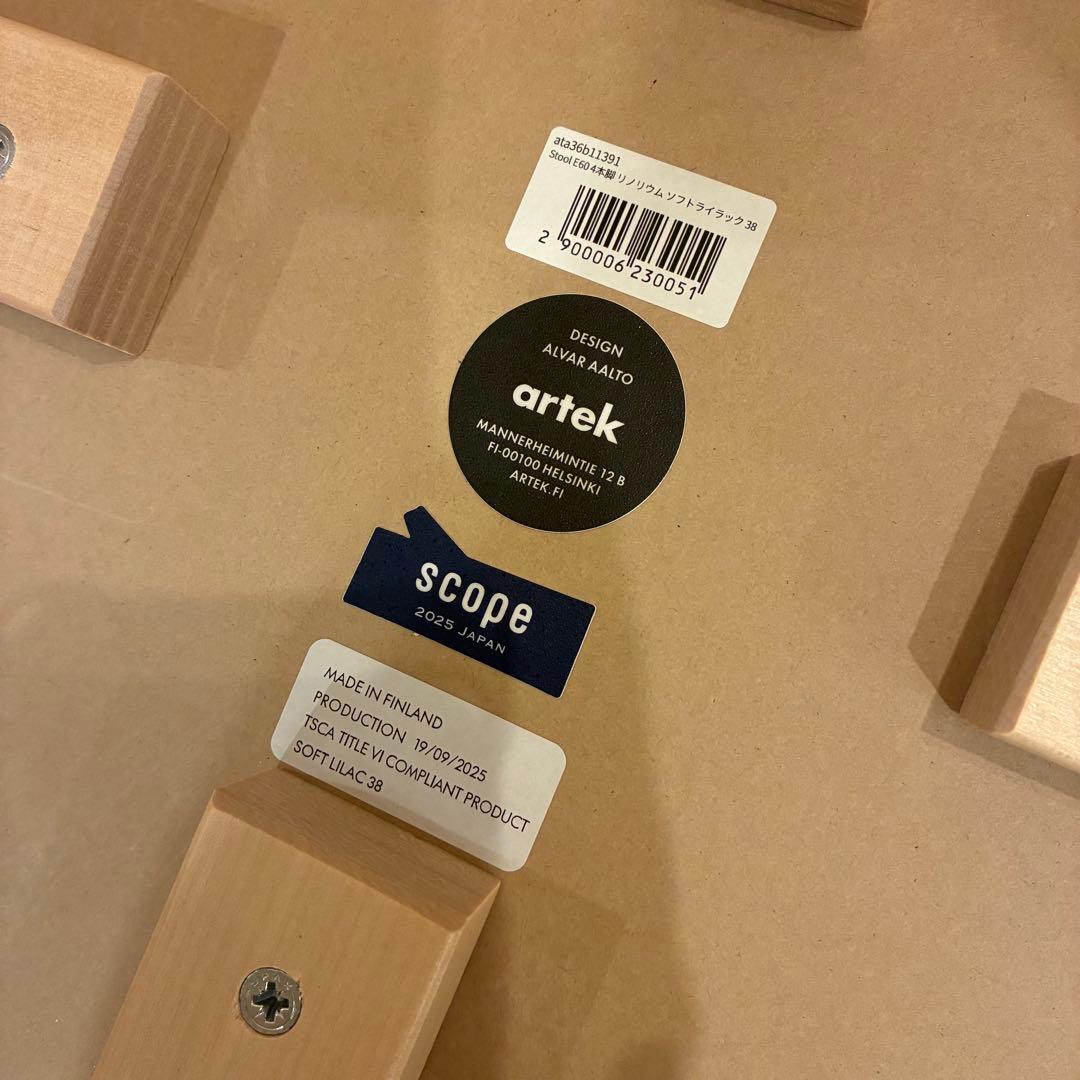 ata36b11391
Stool E60 4本脚 リノリウム ソフトライラック 38
2 900006 230051
DESIGN
ALVAR AALTO
artek
MANNERHEIMINTIE 12 B
FI-00100 HELSINKI
ARTEK.FI
scope
2025 JAPAN
MADE IN FINLAND
PRODUCTION 19/09/2025
TSCA TITLE VI COMPLIANT PRODUCT
SOFT LILAC 38